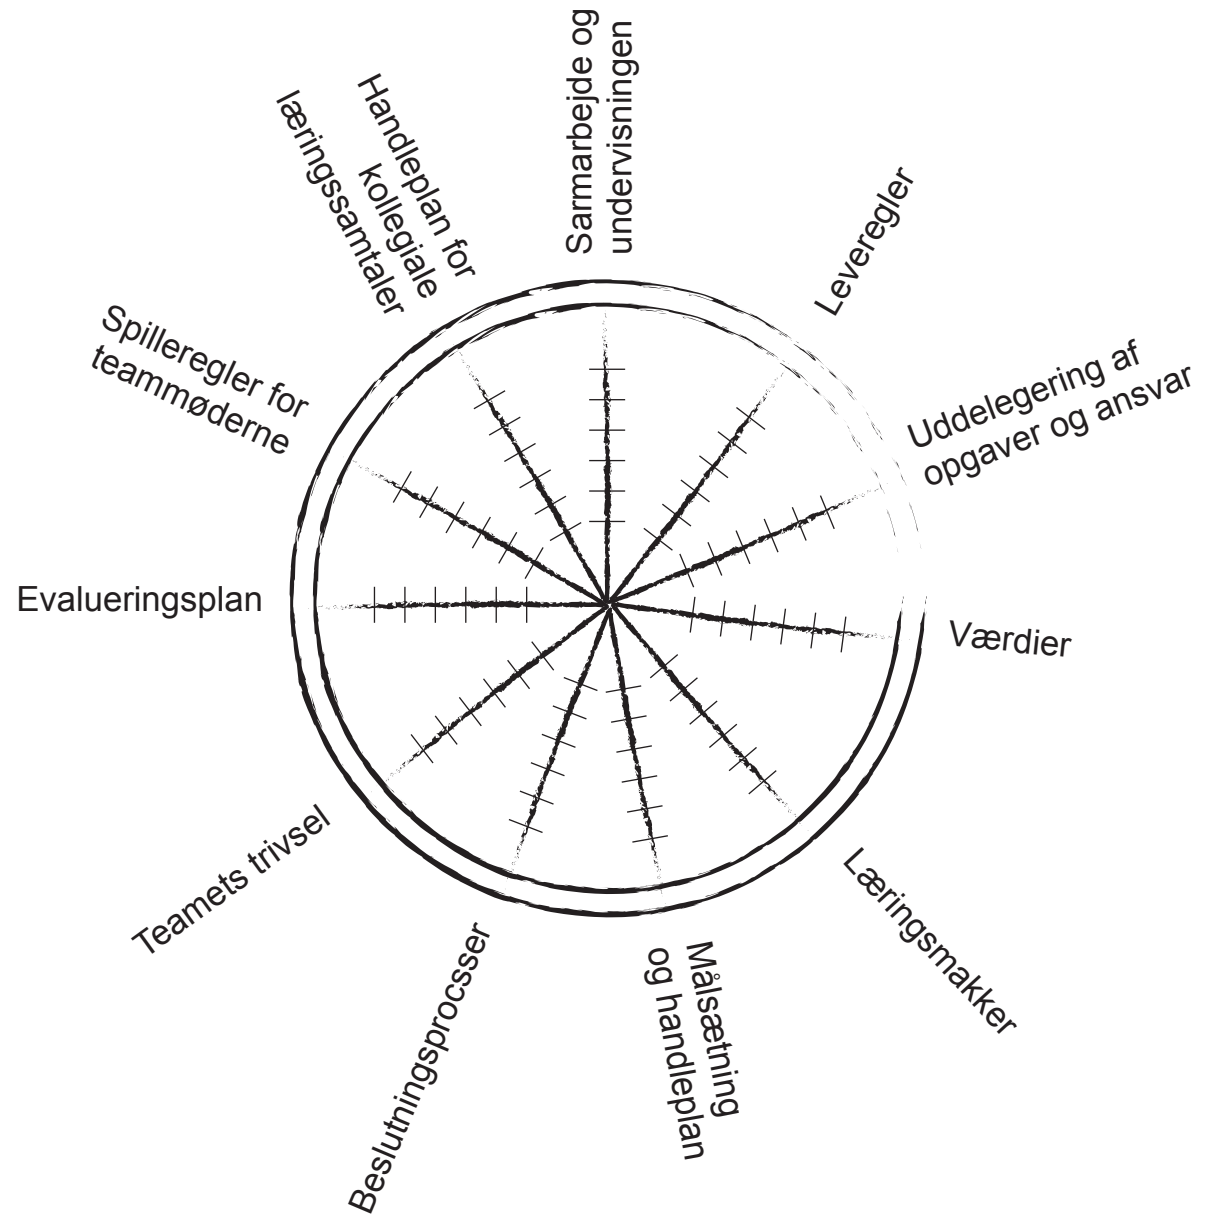 Sarmarbejde og
undervisningen
Leveregler
Uddelegering af
opgaver og ansvar
Værdier
Læringsmakker
Målsætning
og handleplan
Beslutningsprocsser
Teamets trivsel
Evalueringsplan
Spilleregler for
teammøderne
Handleplan for
kollegiale
læringssamtaler